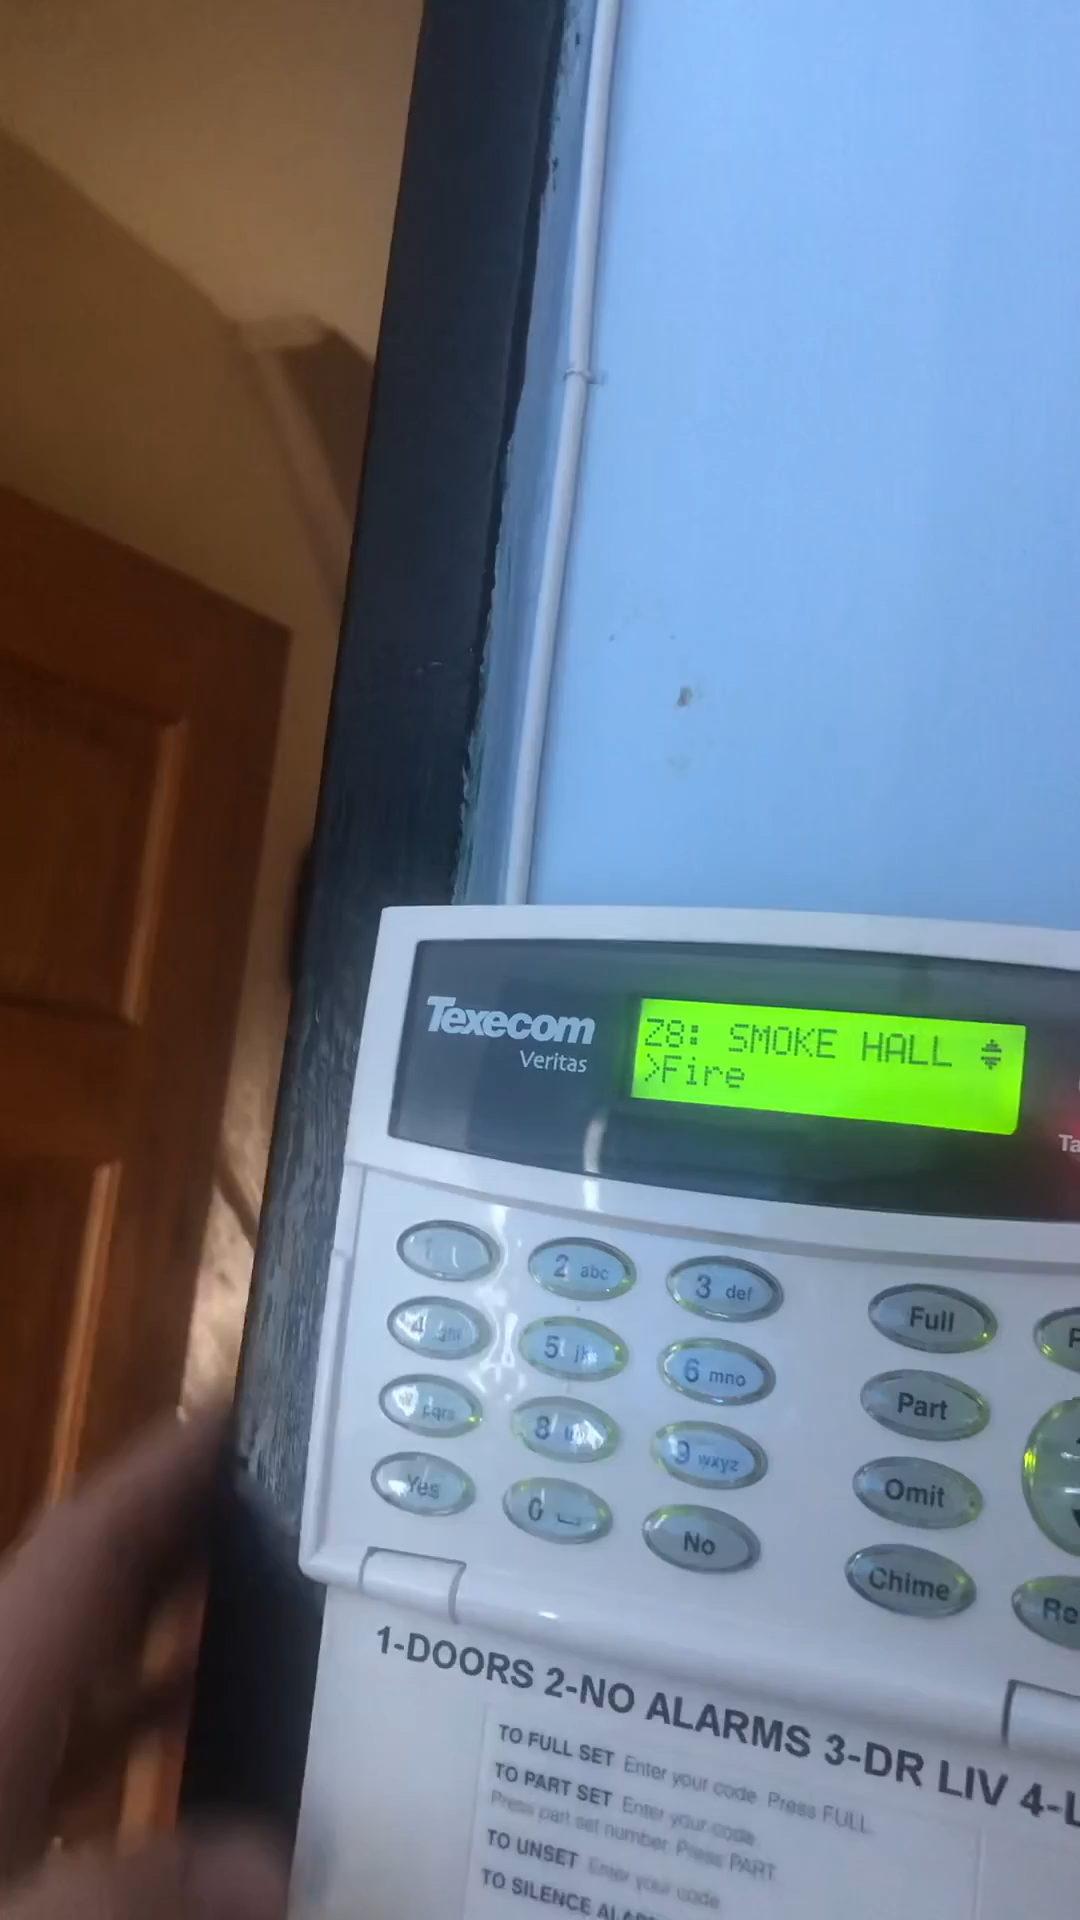 Texecom
Veritas
Z8: SMOKE HALL
>Fire
Ta
1
2 abc
3 def
Full
4 ghi
5 jkl
6 mno
Part
pqrs
8
9 wxyz
Omit
Yes
0
No
Chime
Re
1-DOORS 2-NO ALARMS 3-DR LIV 4-L
TO FULL SET Enter your code. Press FULL.
TO PART SET Enter your code.
Press part set number. Press PART
TO UNSET Enter your code
TO SILENCE ALAR